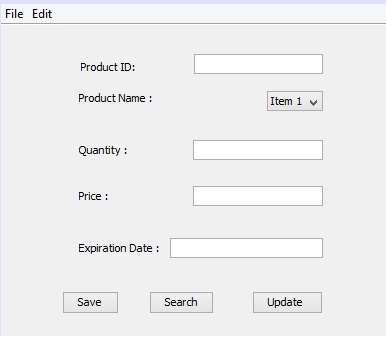 File Edit
Product ID:
Product Name :
Item 1
Quantity :
Price :
Expiration Date :
Save Search Update